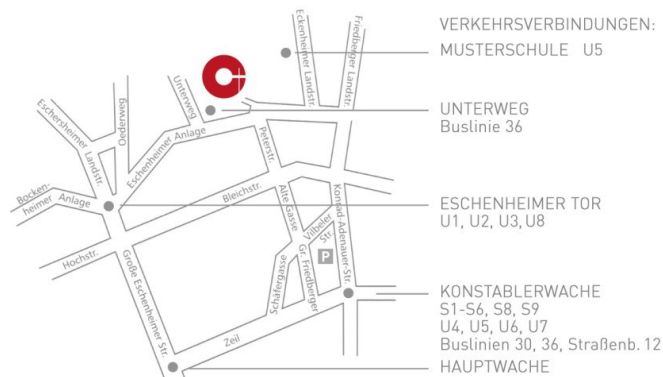 VERKEHRSVERBINDUNGEN:
MUSTERSCHULE U5
UNTERWEG
Buslinie 36
ESCHENHEIMER TOR
U1, U2, U3, U8
KONSTABLERWACHE
S1-S6, S8, S9
U4, U5, U6, U7
Buslinien 30, 36, Straßenb. 12
HAUPTWACHE
Eckenheimer Landstr.
Friedberger Landstr.
Unterweg
Oederweg
Eschersheimer
Landstr.
Eschenheimer Anlage
Peterstr.
Bocken-
heimer Anlage
Bleichstr.
Alte Gasse
Konrad-Adenauer-Str.
Vilbeler
Str.
P
Hochstr.
Große Eschenheimer Str.
Schäfergasse
Gr. Friedberger
Zeil